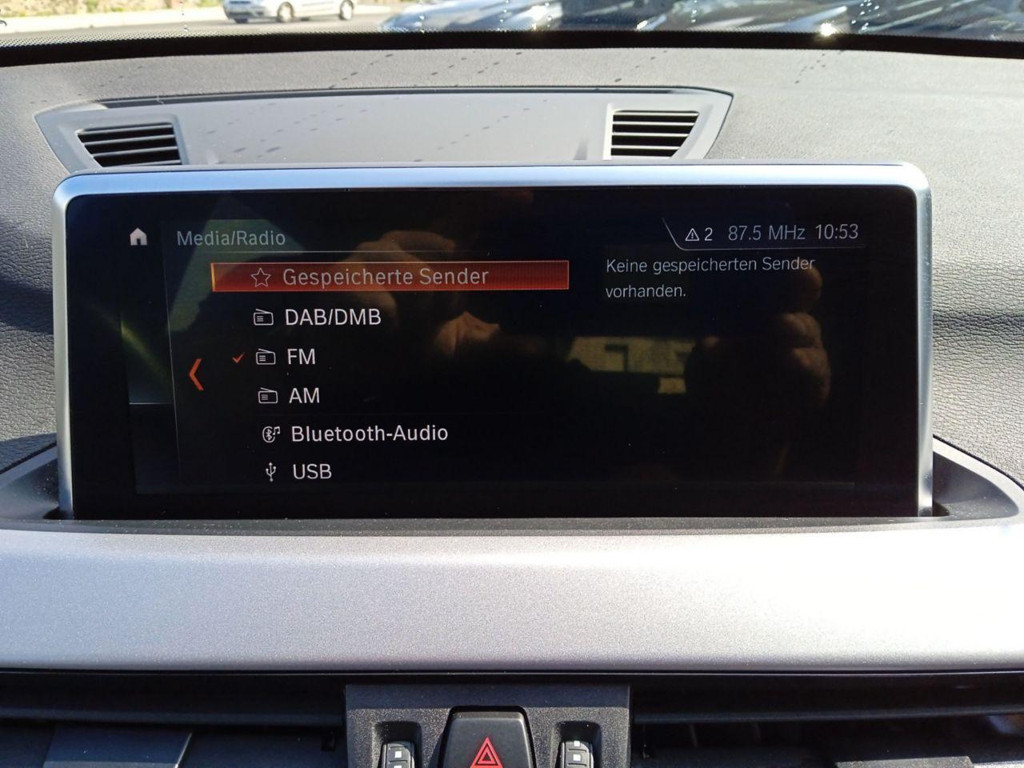 Media/Radio
2 87.5 MHz 10:53
Gespeicherte Sender
Keine gespeicherten Sender
vorhanden.
DAB/DMB
FM
AM
Bluetooth-Audio
USB